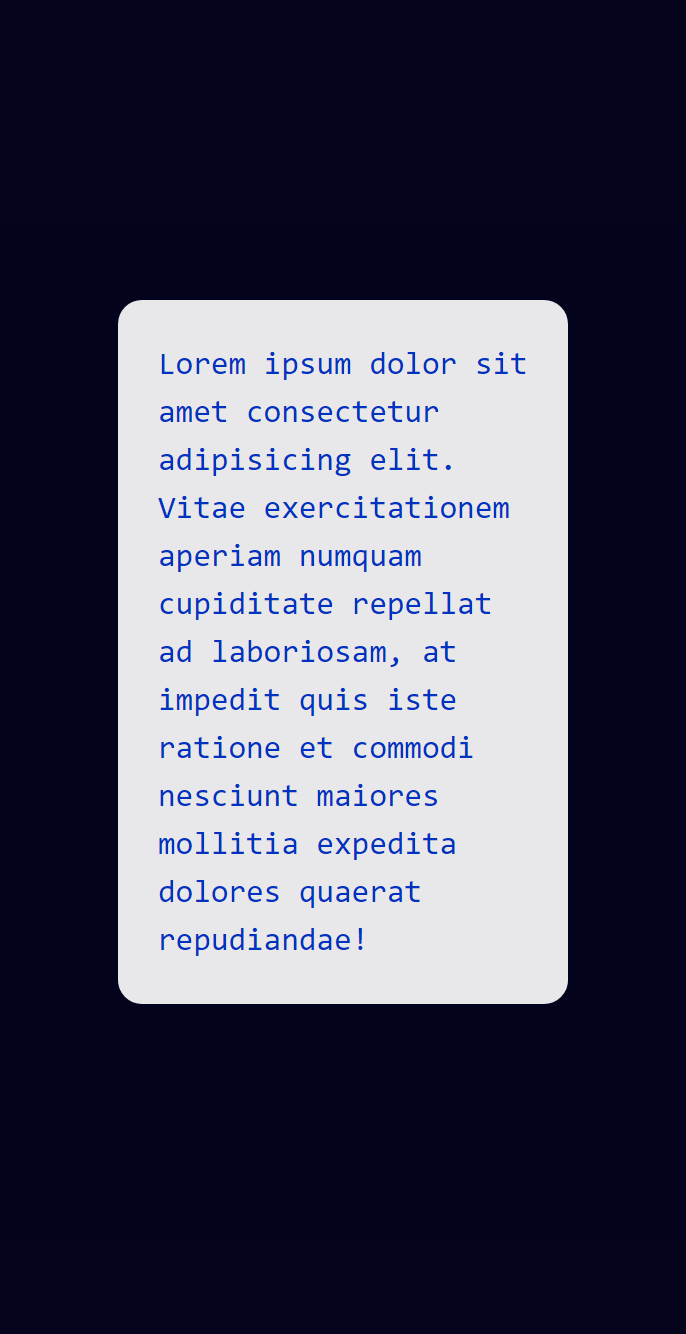 Lorem ipsum dolor sit
amet consectetur
adipisicing elit.
Vitae exercitationem
aperiam numquam
cupiditate repellat
ad laboriosam, at
impedit quis iste
ratione et commodi
nesciunt maiores
mollitia expedita
dolores quaerat
repudiandae!